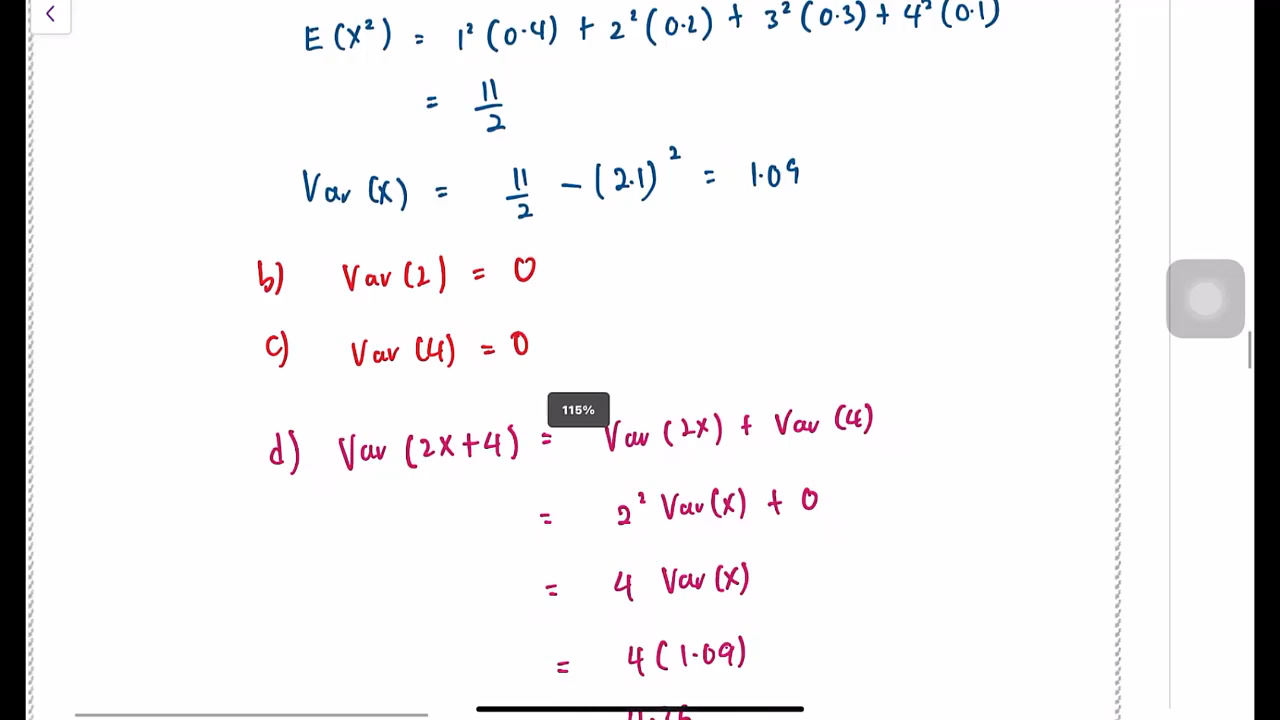 E(X²) = 1²(0.4) + 2²(0.2) + 3²(0.3) + 4²(0.1)
= 11/2
Var(X) = 11/2 - (2.1)² = 1.09
b) Var(2) = 0
c) Var(4) = 0
115%
d) Var(2X+4) = Var(2X) + Var(4)
= 2² Var(X) + 0
= 4 Var(X)
= 4(1.09)